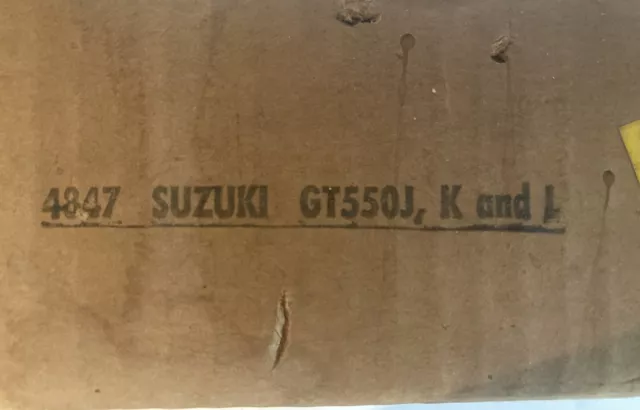 4847 SUZUKI GT550J, K and L